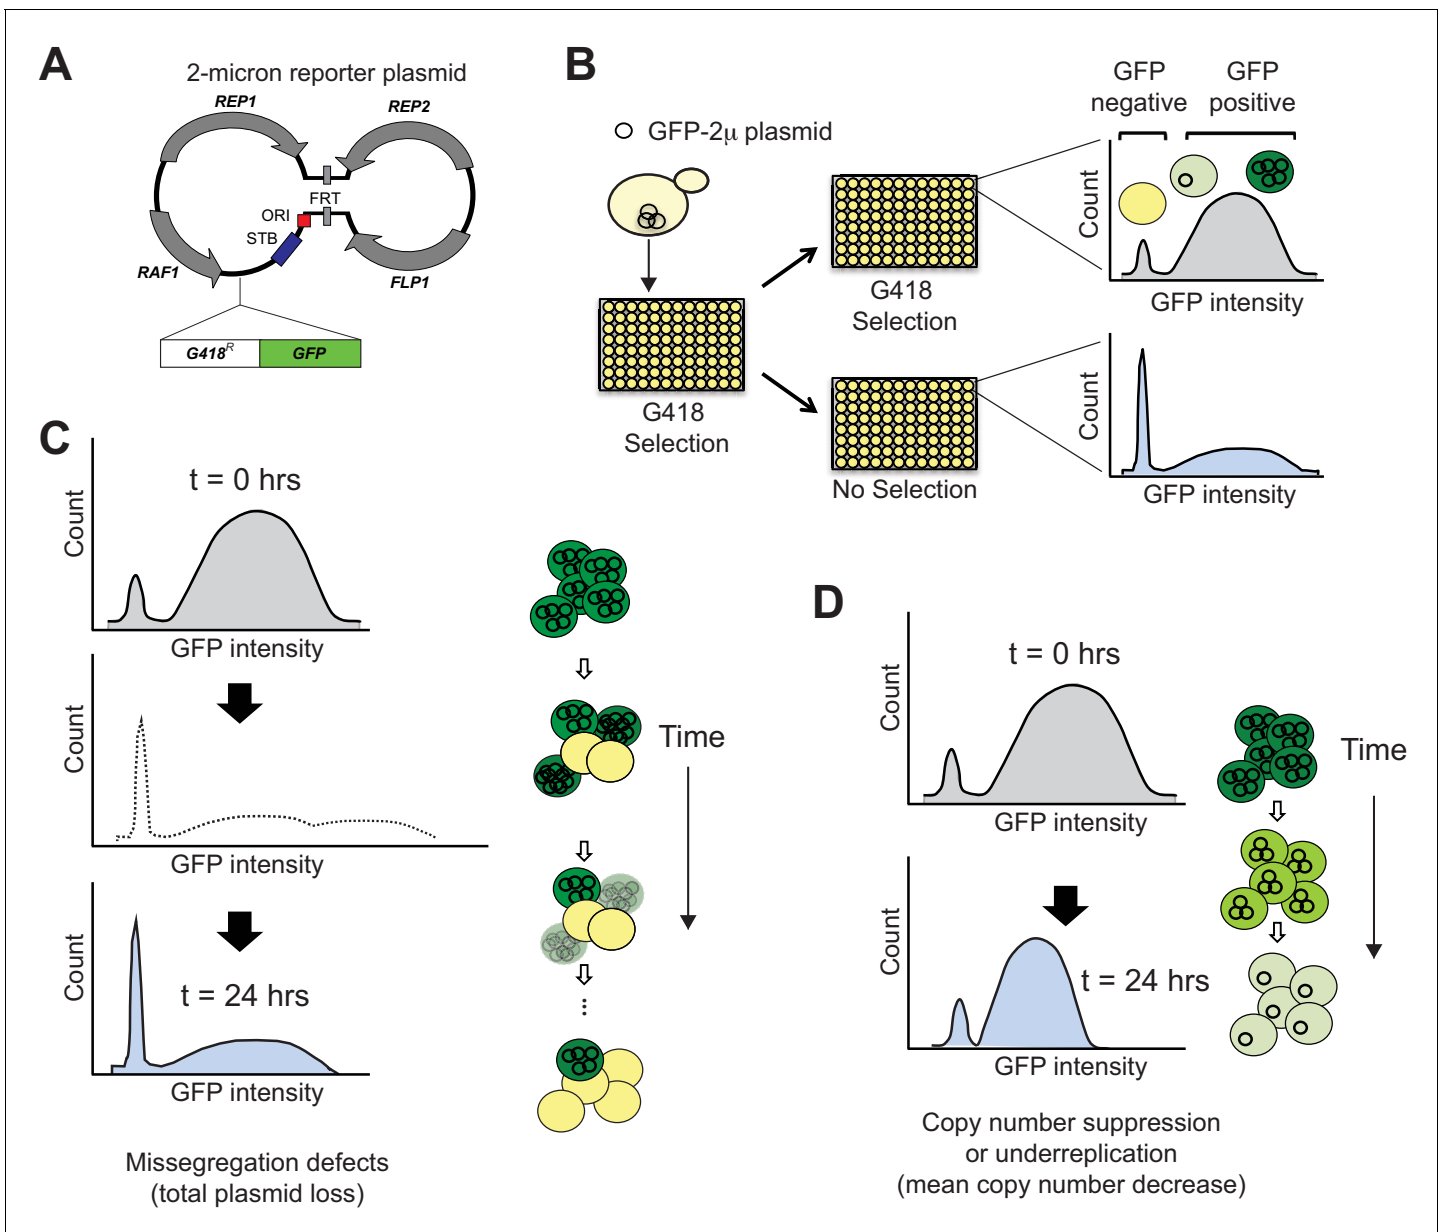 A
2-micron reporter plasmid
REP1
REP2
FRT
ORI
STB
RAF1
FLP1
G418R
GFP
B
GFP-2μ plasmid
G418
Selection
G418
Selection
No Selection
GFP
negative
GFP
positive
Count
GFP intensity
Count
GFP intensity
C
t = 0 hrs
Count
GFP intensity
Count
GFP intensity
Time
Count
t = 24 hrs
GFP intensity
...
Missegregation defects
(total plasmid loss)
D
t = 0 hrs
Count
GFP intensity
Time
Count
t = 24 hrs
GFP intensity
Copy number suppression
or underreplication
(mean copy number decrease)